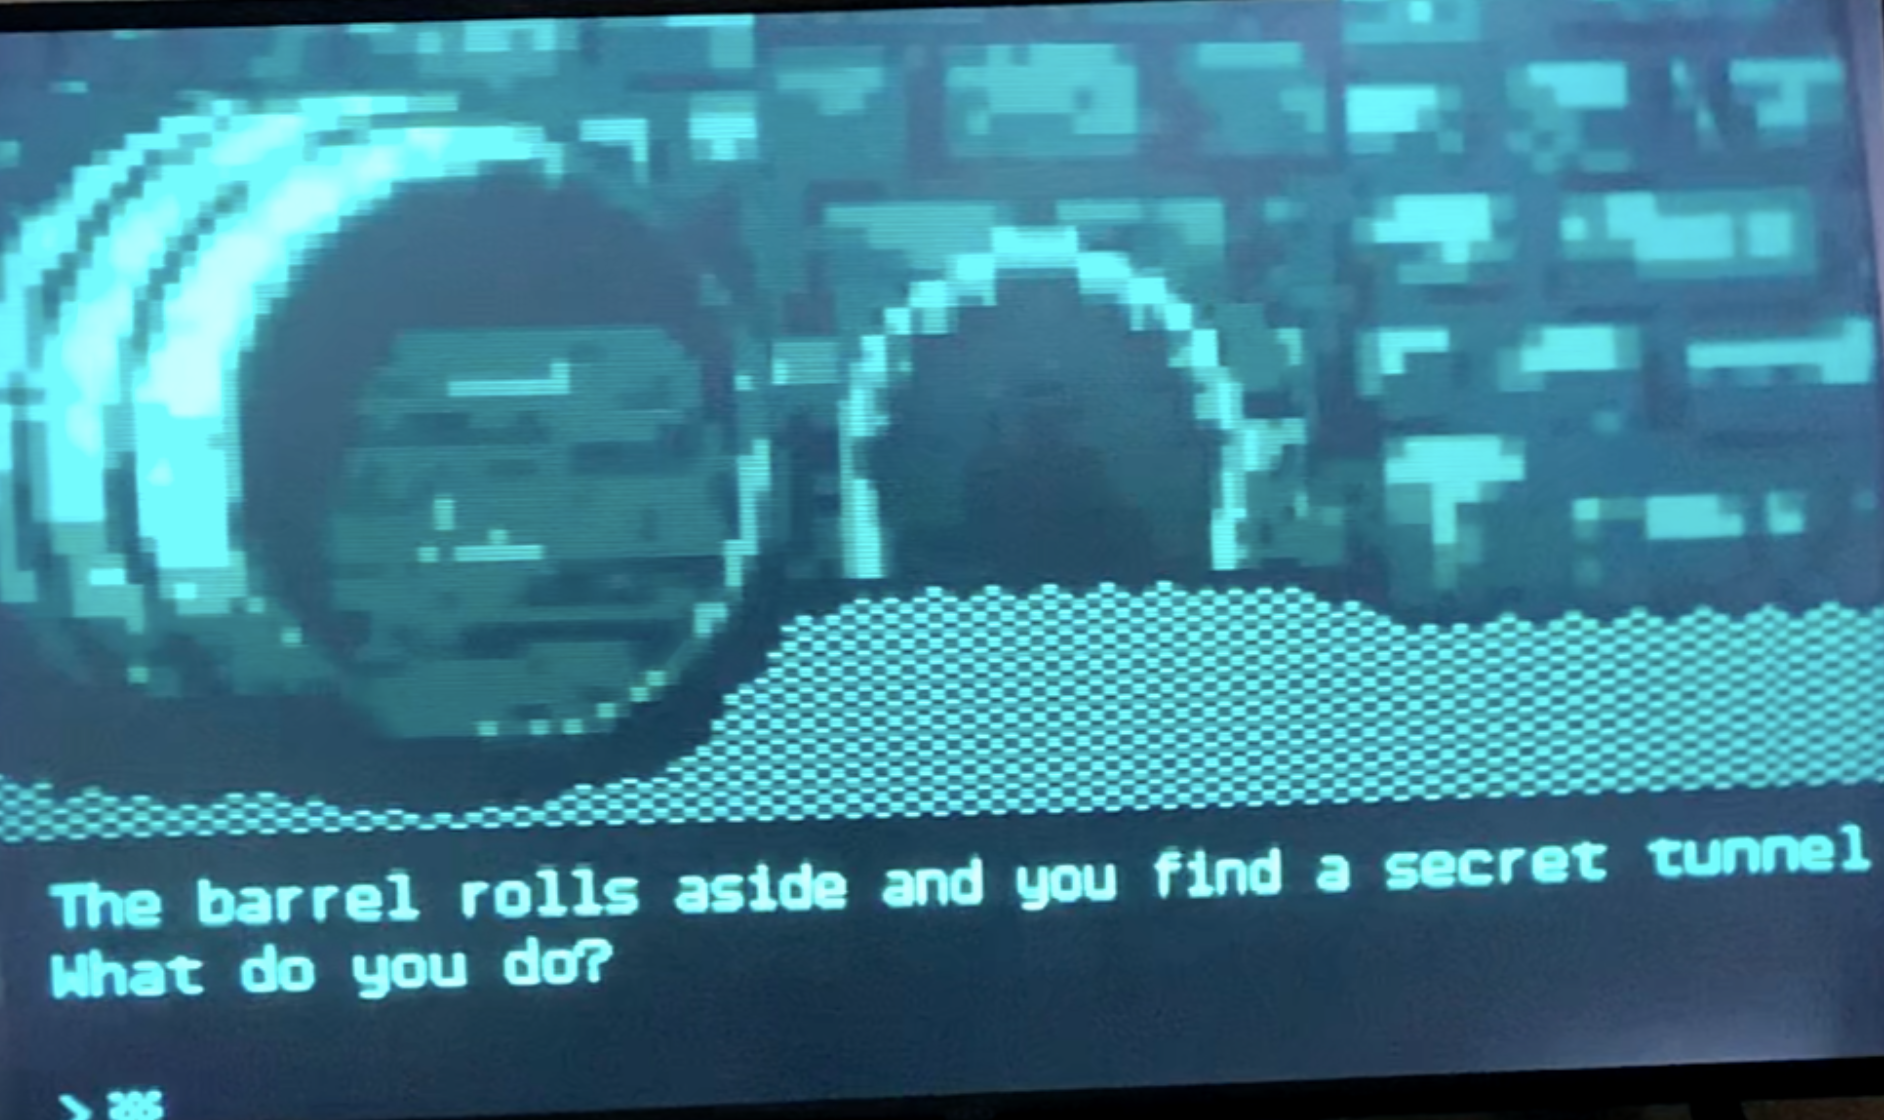 The barrel rolls aside and you find a secret tunnel
What do you do?
>